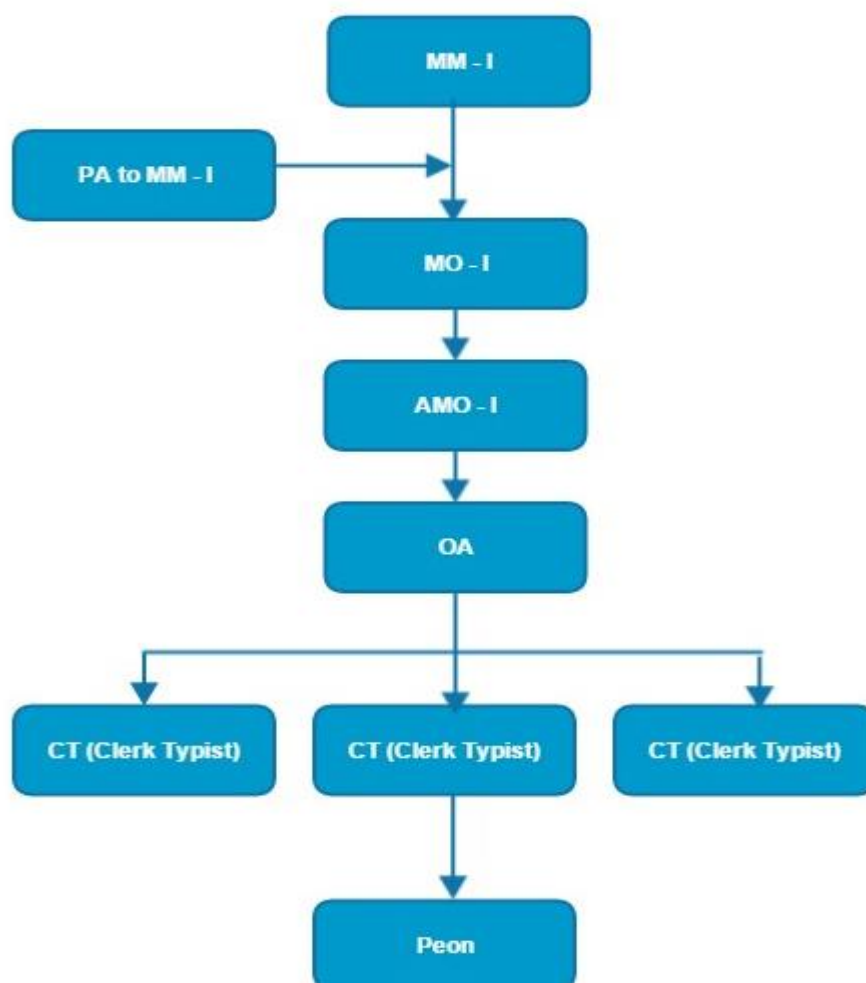 MM - I
PA to MM - I
MO - I
AMO - I
OA
CT (Clerk Typist)
CT (Clerk Typist)
CT (Clerk Typist)
Peon